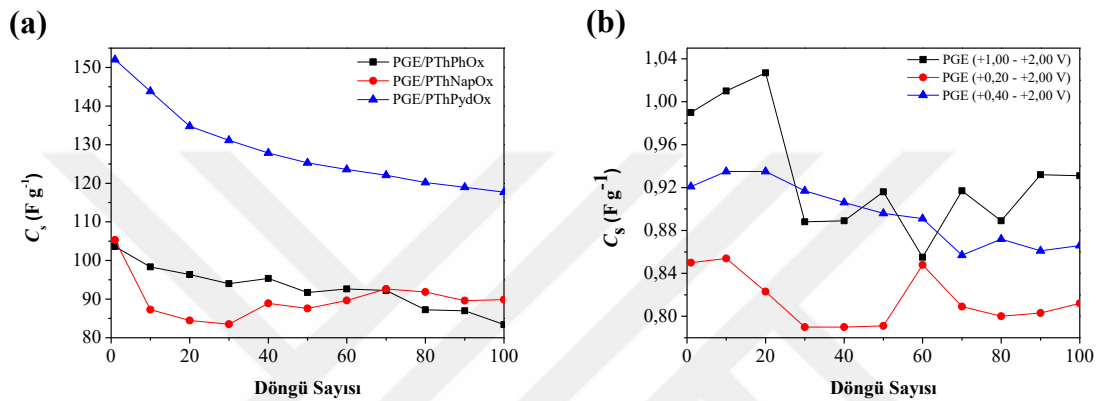 (a)
C_s (F g⁻¹)
150
140
130
120
110
100
90
80
0 20 40 60 80 100
Döngü Sayısı
PGE/PThPhOx
PGE/PThNapOx
PGE/PThPydOx
(b)
C_s (F g⁻¹)
1,04
1,00
0,96
0,92
0,88
0,84
0,80
0 20 40 60 80 100
Döngü Sayısı
PGE (+1,00 - +2,00 V)
PGE (+0,20 - +2,00 V)
PGE (+0,40 - +2,00 V)